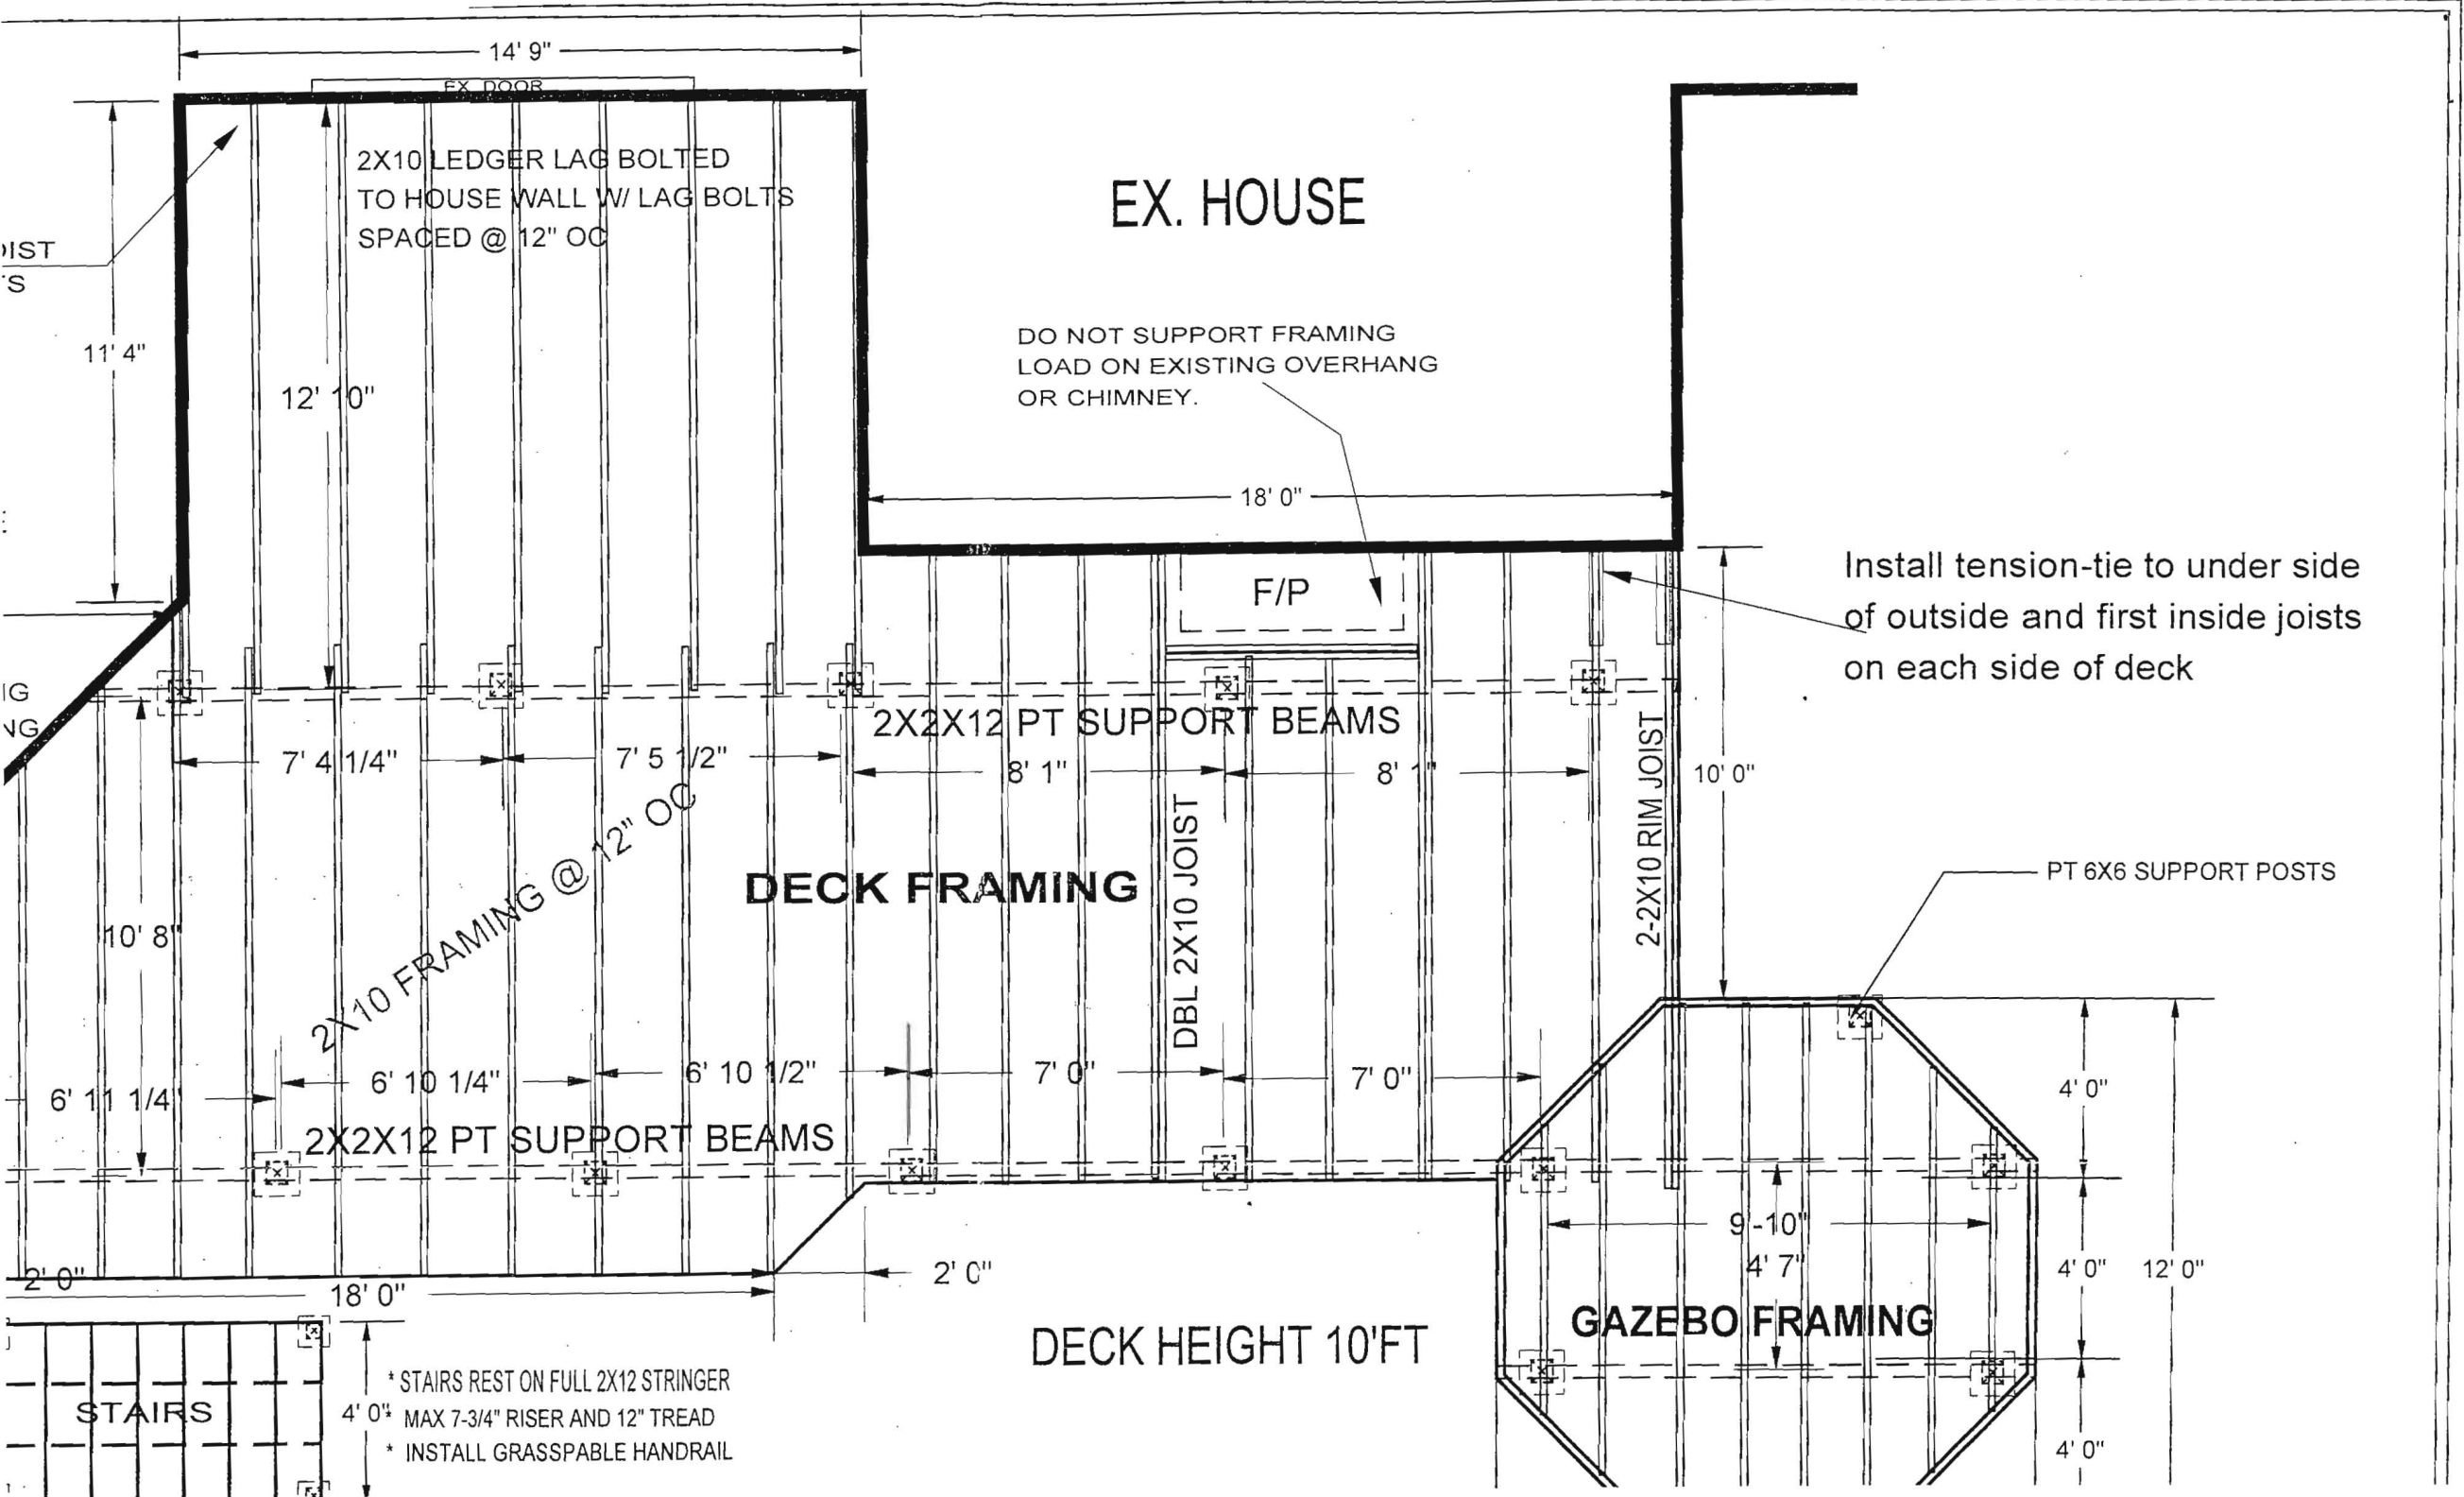 14' 9"
EX. DOOR
2X10 LEDGER LAG BOLTED
TO HOUSE WALL W/ LAG BOLTS
SPACED @ 12" OC
EX. HOUSE
IST
S
11' 4"
12' 10"
DO NOT SUPPORT FRAMING
LOAD ON EXISTING OVERHANG
OR CHIMNEY.
18' 0"
F/P
Install tension-tie to under side
of outside and first inside joists
on each side of deck
IG
NG
2X2X12 PT SUPPORT BEAMS
7' 4 1/4"
7' 5 1/2"
8' 1"
8' 1"
2-2X10 RIM JOIST
10' 0"
2X10 FRAMING @ 12" OC
DECK FRAMING
DBL 2X10 JOIST
PT 6X6 SUPPORT POSTS
10' 8"
6' 11 1/4"
6' 10 1/4"
6' 10 1/2"
7' 0"
7' 0"
4' 0"
2X2X12 PT SUPPORT BEAMS
9'-10"
4' 7"
4' 0"
12' 0"
2' 0"
18' 0"
2' 0"
GAZEBO FRAMING
DECK HEIGHT 10'FT
STAIRS
4' 0"
* STAIRS REST ON FULL 2X12 STRINGER
* MAX 7-3/4" RISER AND 12" TREAD
* INSTALL GRASSPABLE HANDRAIL
4' 0"